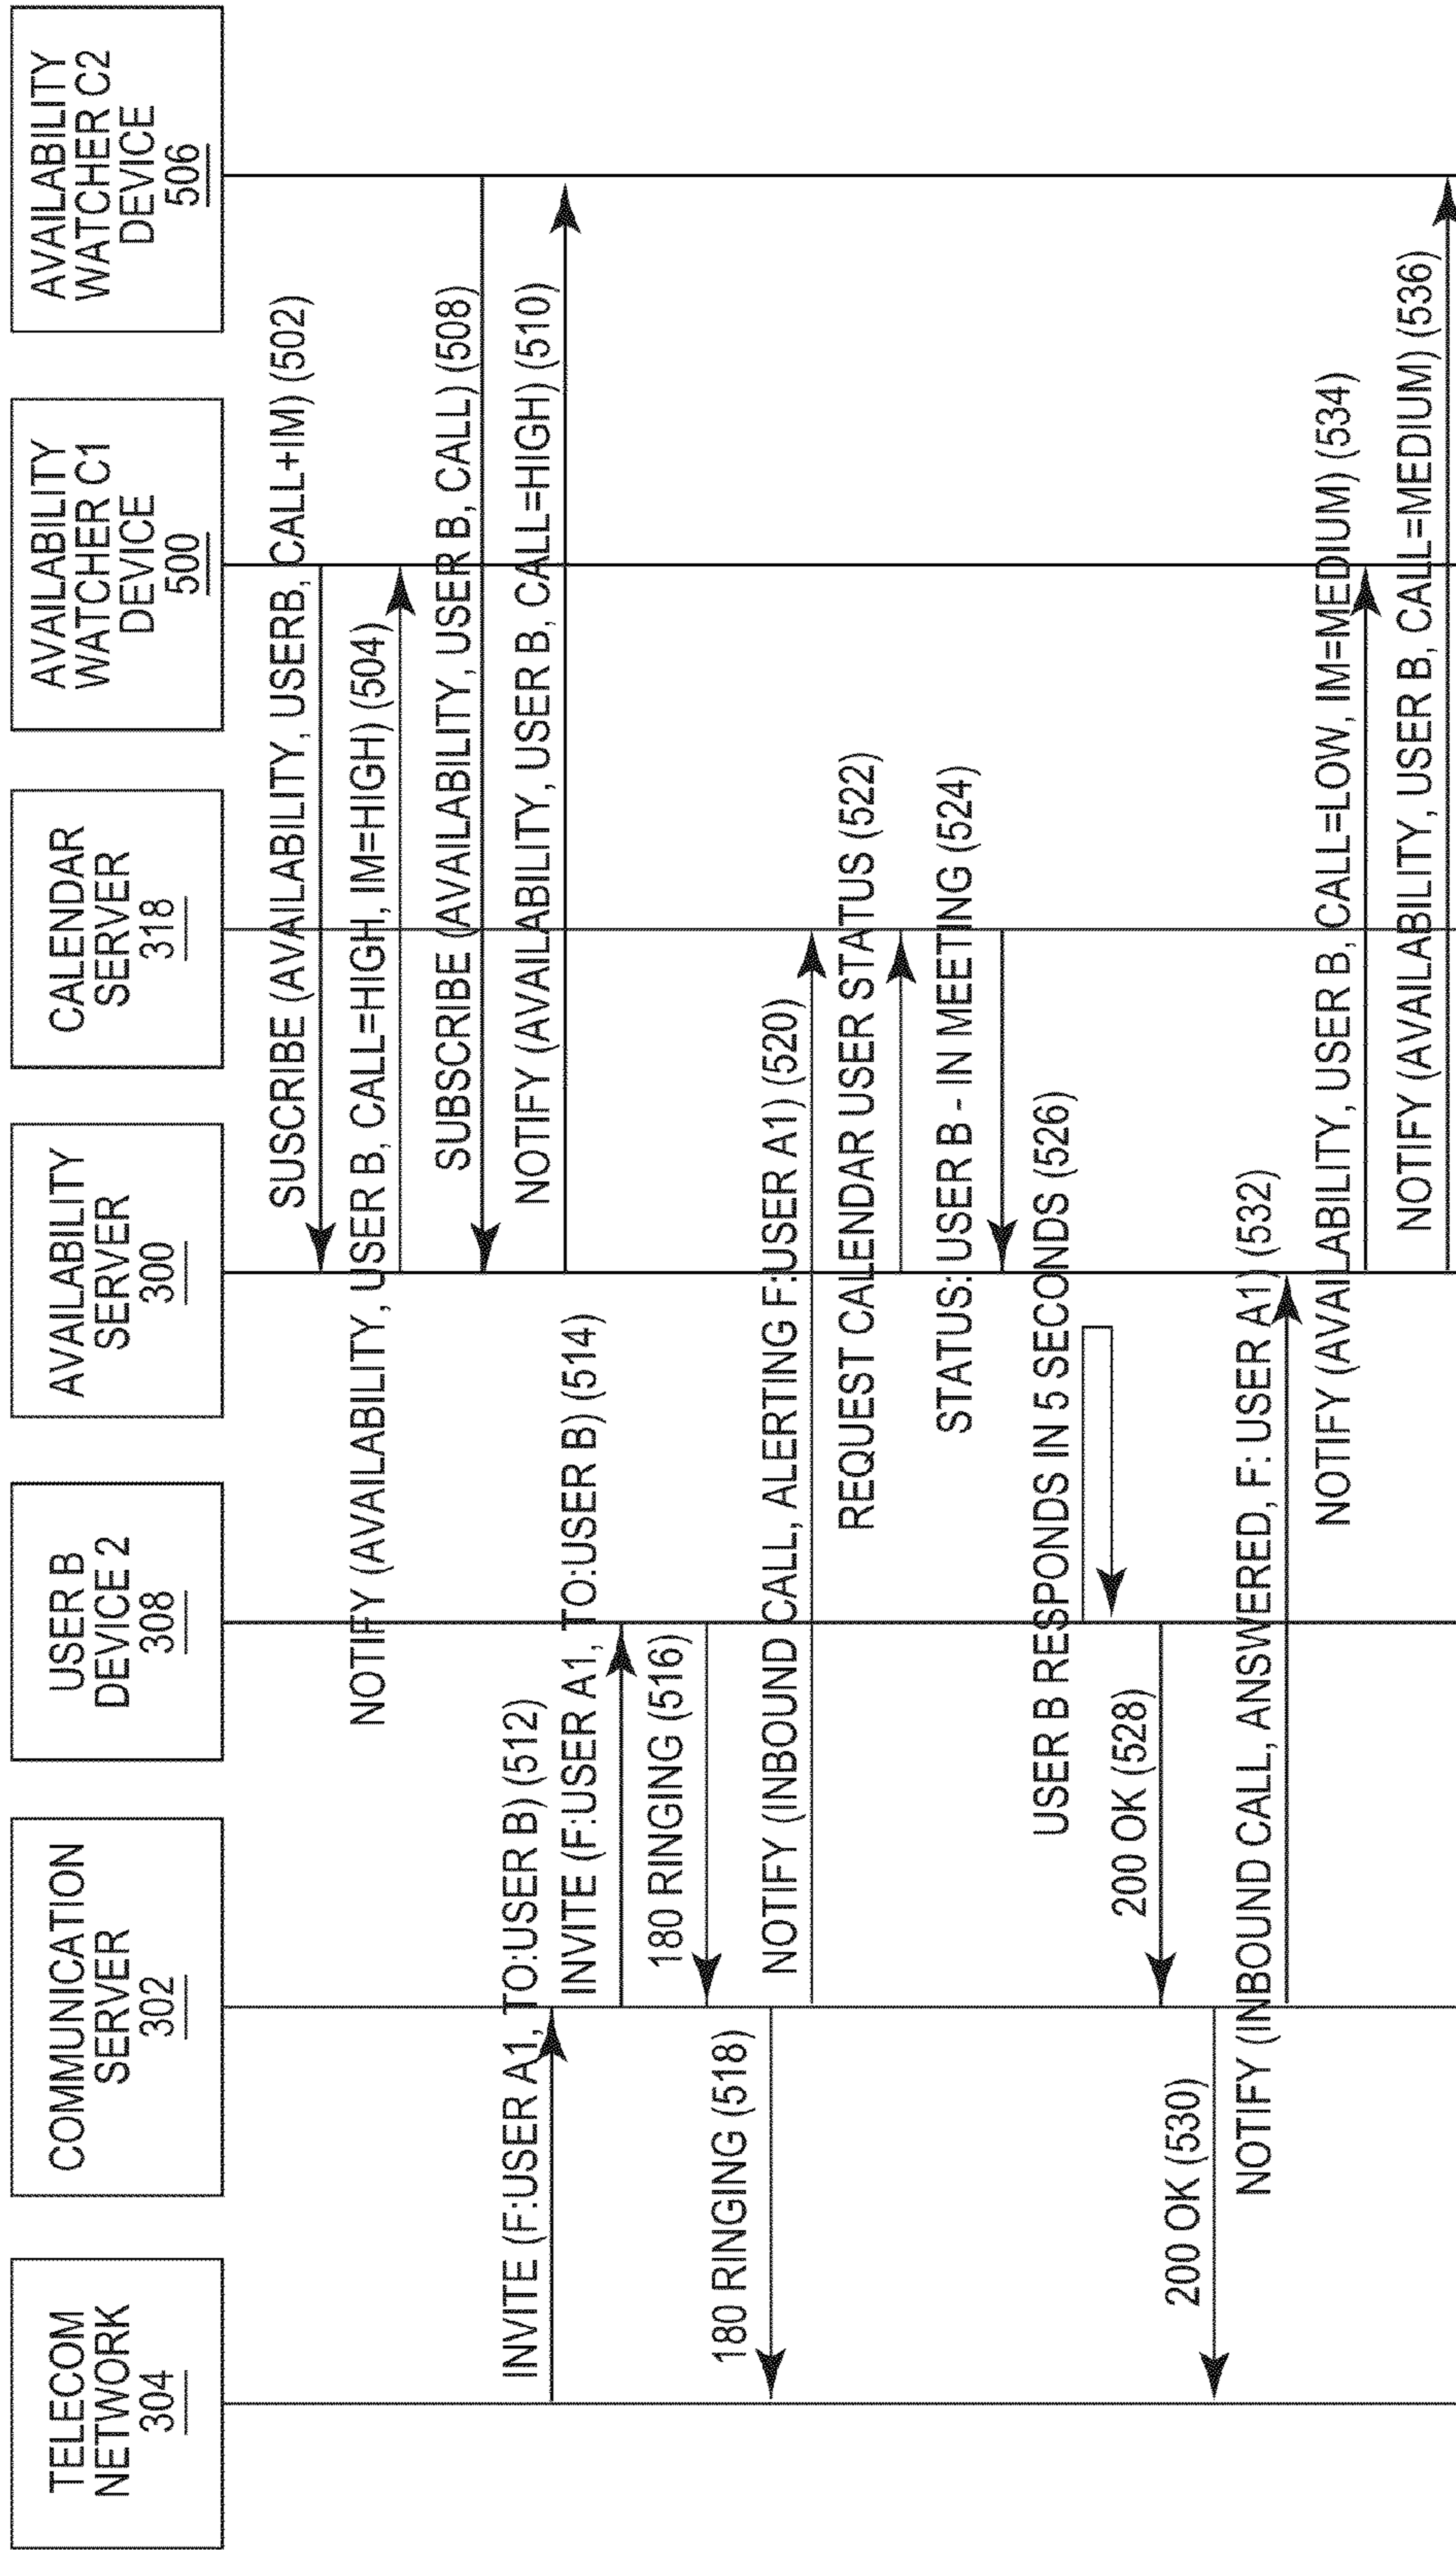 TELECOM
NETWORK
304
COMMUNICATION
SERVER
302
USER B
DEVICE 2
308
AVAILABILITY
SERVER
300
CALENDAR
SERVER
318
AVAILABILITY
WATCHER C1
DEVICE
500
AVAILABILITY
WATCHER C2
DEVICE
506
SUSCRIBE (AVAILABILITY, USERB, CALL+IM) (502)
NOTIFY (AVAILABILITY, USER B, CALL=HIGH, IM=HIGH) (504)
SUBSCRIBE (AVAILABILITY, USER B, CALL) (508)
NOTIFY (AVAILABILITY, USER B, CALL=HIGH) (510)
INVITE (F:USER A1, TO:USER B) (512)
INVITE (F:USER A1, TO:USER B) (514)
180 RINGING (516)
180 RINGING (518)
NOTIFY (INBOUND CALL, ALERTING F:USER A1) (520)
REQUEST CALENDAR USER STATUS (522)
STATUS: USER B - IN MEETING (524)
USER B RESPONDS IN 5 SECONDS (526)
200 OK (528)
200 OK (530)
NOTIFY (INBOUND CALL, ANSWERED, F: USER A1) (532)
NOTIFY (AVAILABILITY, USER B, CALL=LOW, IM=MEDIUM) (534)
NOTIFY (AVAILABILITY, USER B, CALL=MEDIUM) (536)